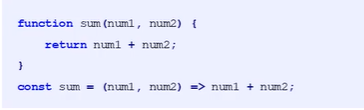 function sum(num1, num2) {
    return num1 + num2;
}
const sum = (num1, num2) => num1 + num2;